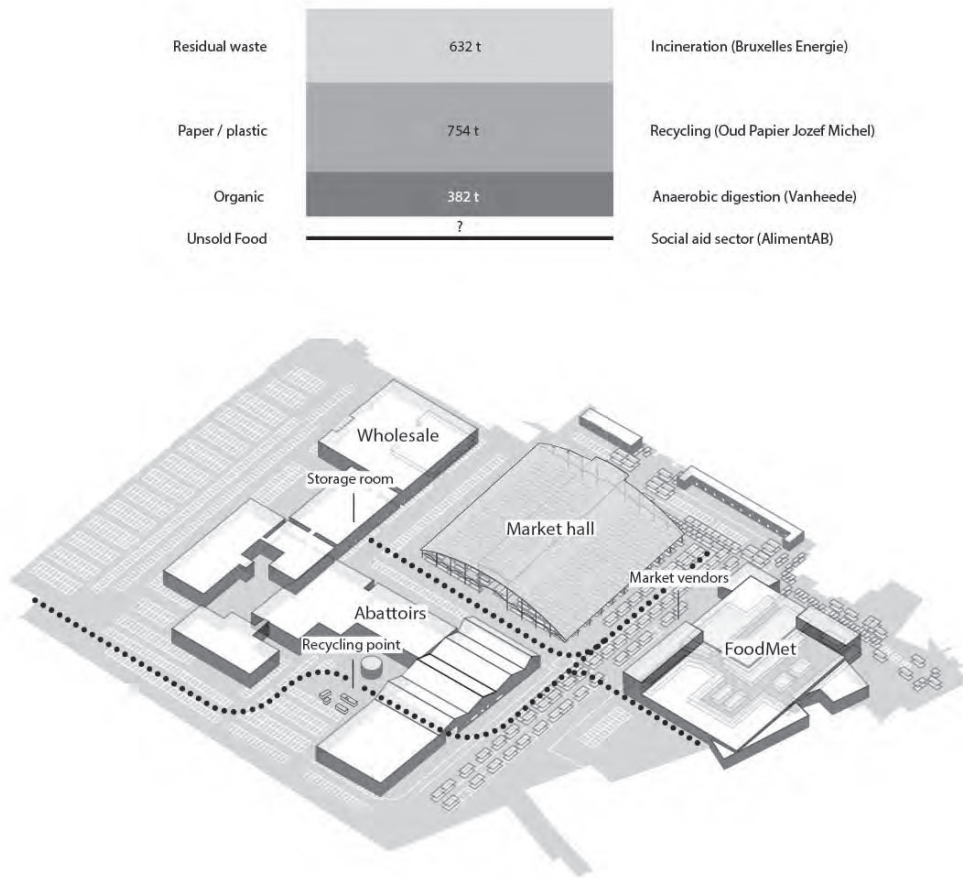 Residual waste 632 t Incineration (Bruxelles Energie)
Paper / plastic 754 t Recycling (Oud Papier Jozef Michel)
Organic 382 t Anaerobic digestion (Vanheede)
?
Unsold Food Social aid sector (AlimentAB)
Wholesale
Storage room
Market hall
Market vendors
Abattoirs
Recycling point
FoodMet